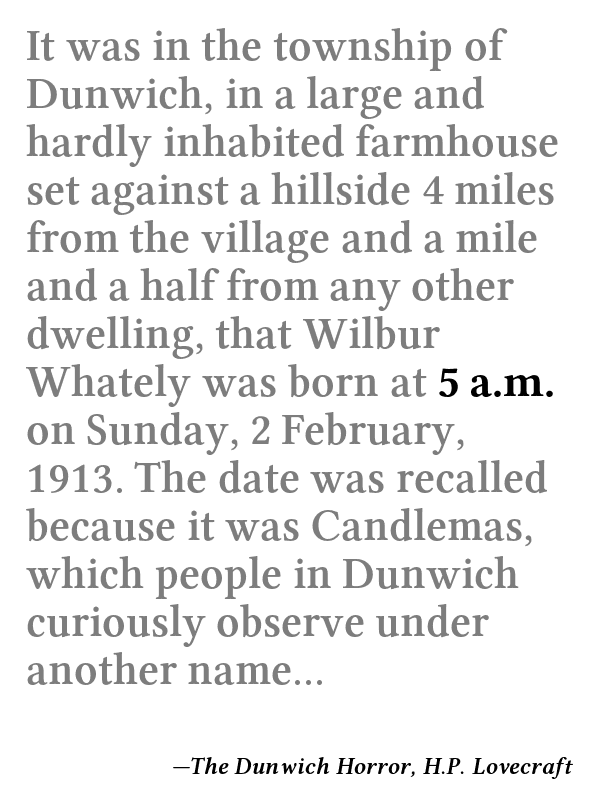 It was in the township of
Dunwich, in a large and
hardly inhabited farmhouse
set against a hillside 4 miles
from the village and a mile
and a half from any other
dwelling, that Wilbur
Whately was born at 5 a.m.
on Sunday, 2 February,
1913. The date was recalled
because it was Candlemas,
which people in Dunwich
curiously observe under
another name...
—The Dunwich Horror, H.P. Lovecraft